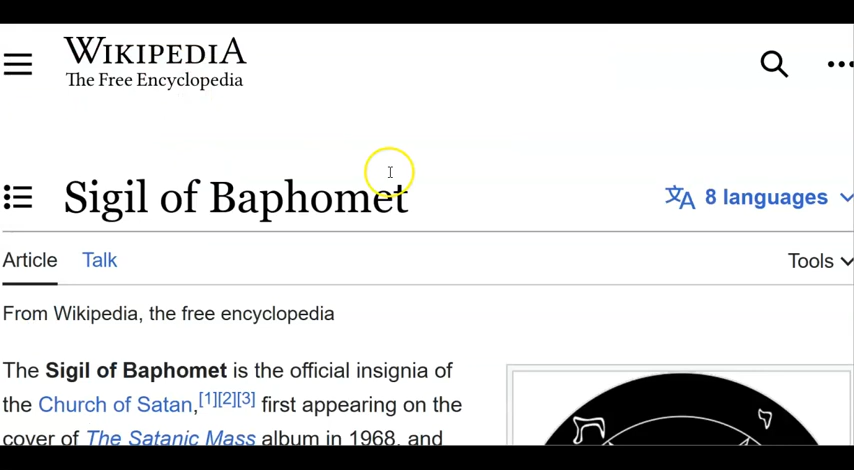 WIKIPEDIA
The Free Encyclopedia
Sigil of Baphomet
8 languages
Article Talk
Tools
From Wikipedia, the free encyclopedia
The Sigil of Baphomet is the official insignia of
the Church of Satan,[1][2][3] first appearing on the
cover of The Satanic Mass album in 1968, and
ת
י